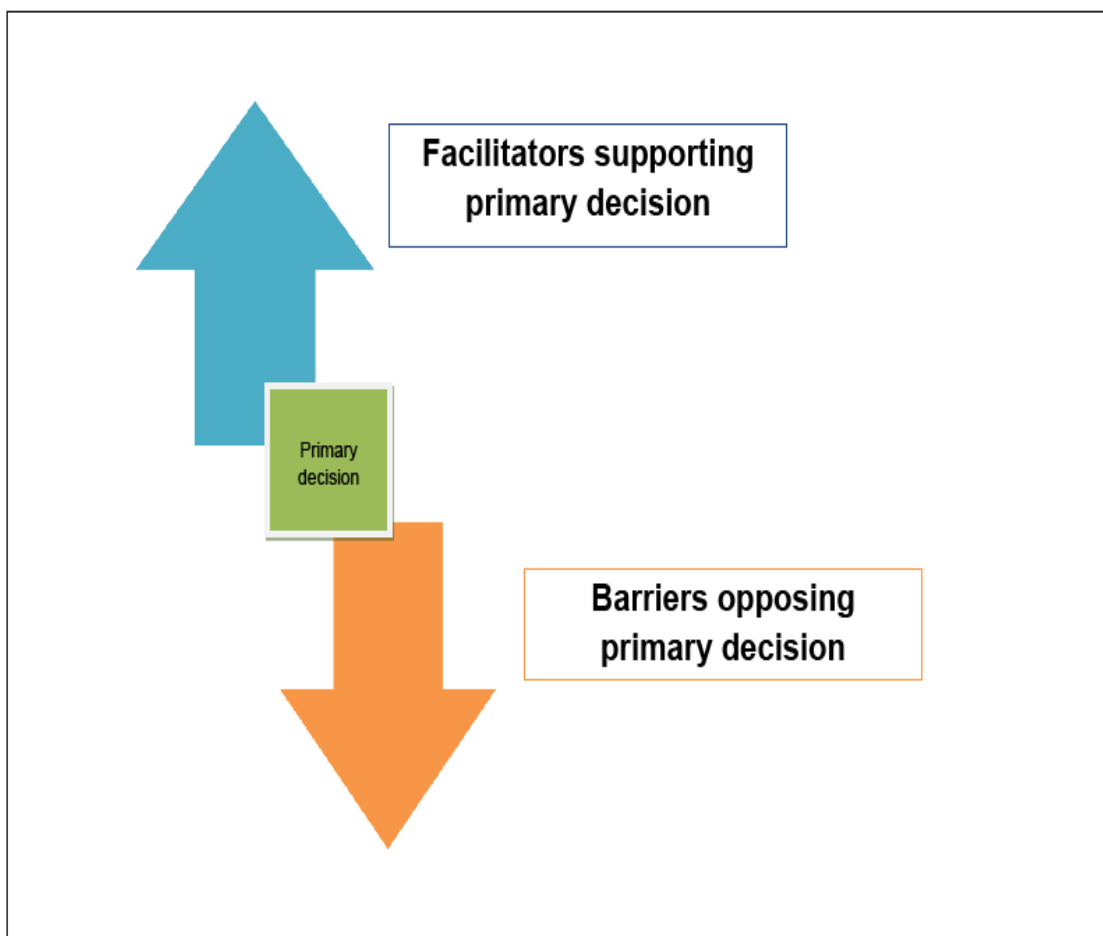 Facilitators supporting
primary decision
Primary
decision
Barriers opposing
primary decision